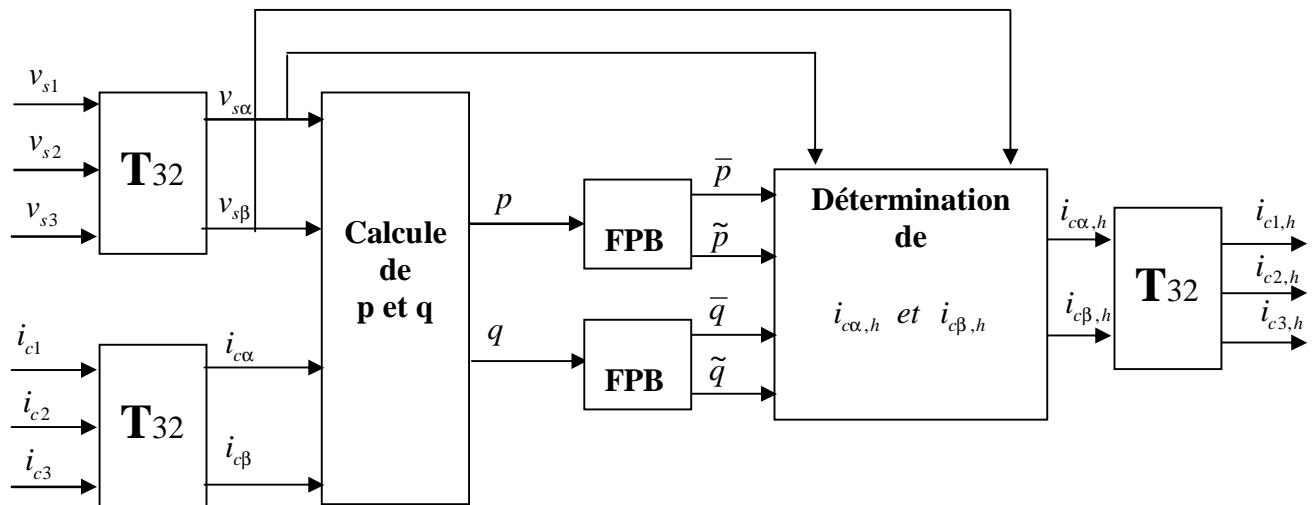 v_{s1}
v_{s2}
v_{s3}
T32
v_{sα}
v_{sβ}
i_{c1}
i_{c2}
i_{c3}
T32
i_{cα}
i_{cβ}
Calcule
de
p et q
p
q
FPB
FPB
p̅
p̃
q̅
q̃
Détermination
de
i_{cα,h} et i_{cβ,h}
i_{cα,h}
i_{cβ,h}
T32
i_{c1,h}
i_{c2,h}
i_{c3,h}